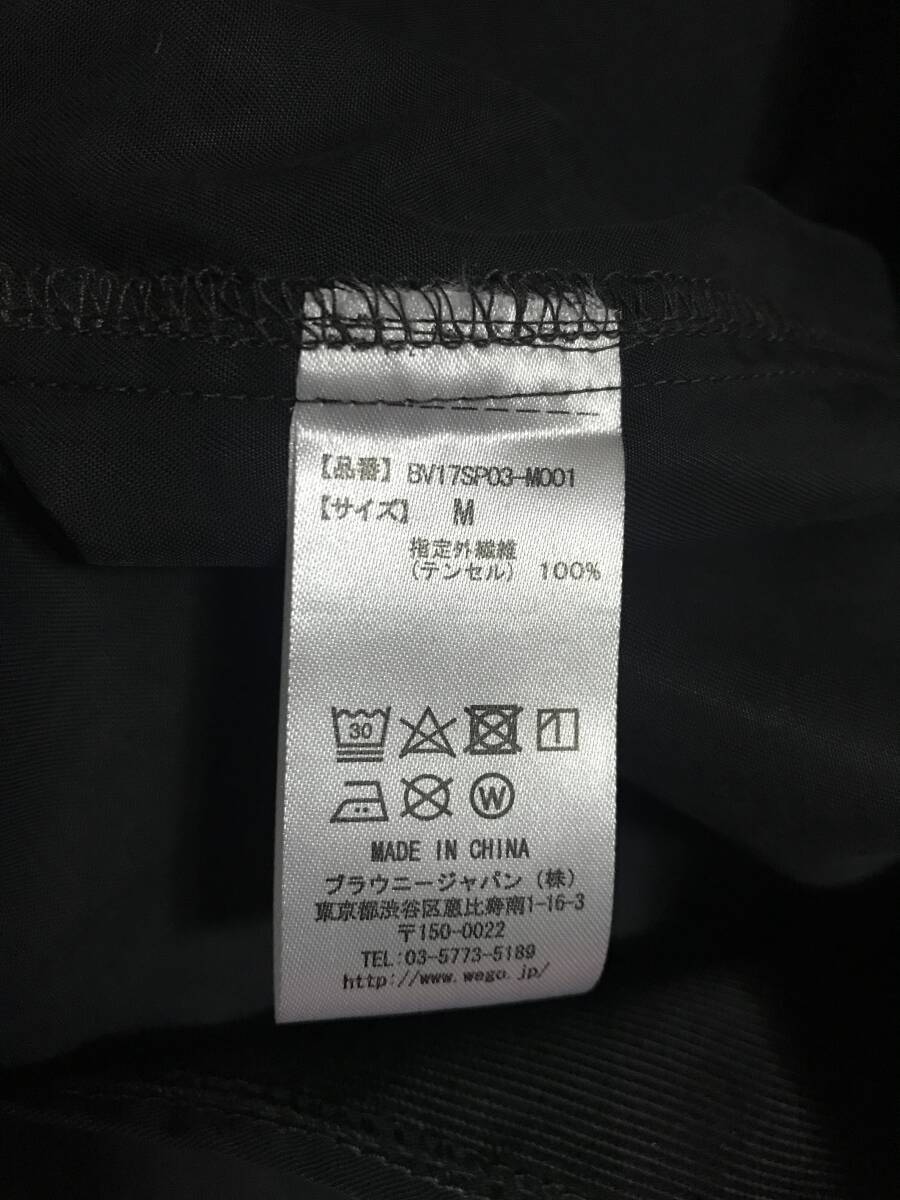 【品番】 BV17SP03-M001
【サイズ】 M
指定外繊維
(テンセル) 100%
30
W
MADE IN CHINA
ブラウニージャパン (株)
東京都渋谷区恵比寿南1-16-3
〒150-0022
TEL:03-5773-5189
http://www.wego.jp/